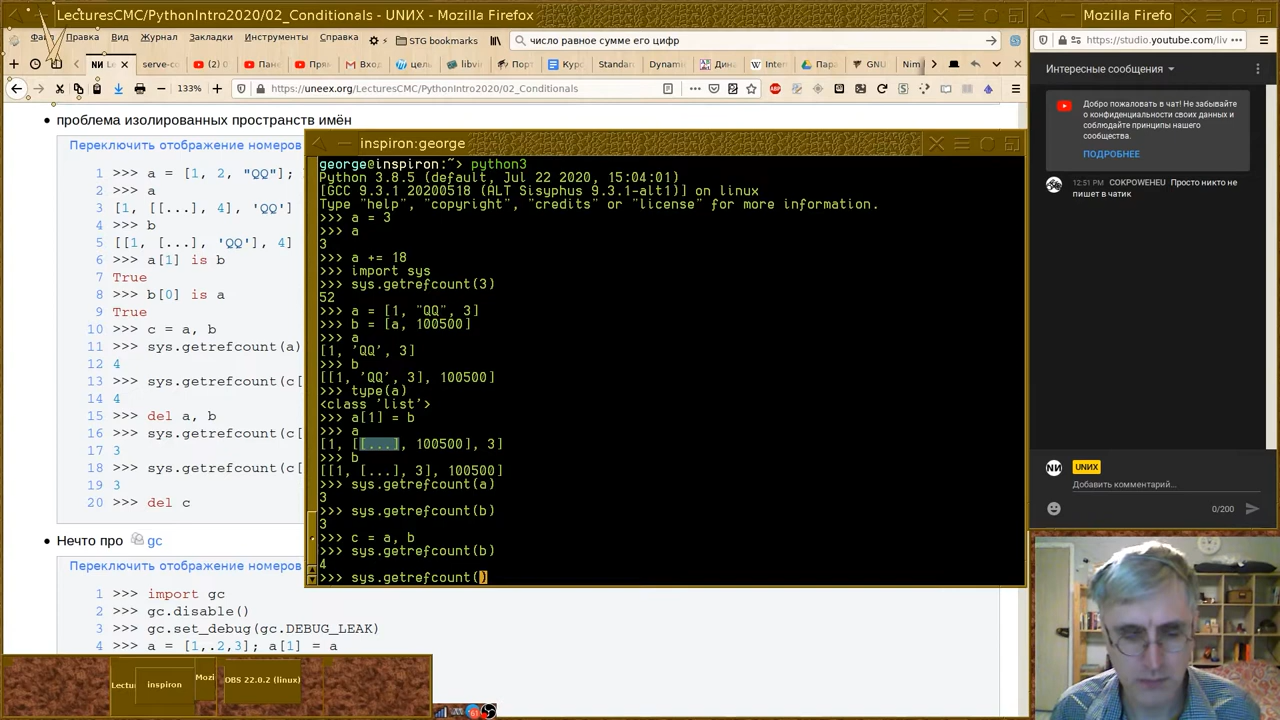 LecturesCMC/PythonIntro2020/02_Conditionals - UNИX - Mozilla Firefox
Mozilla Firefo
Правка Вид Журнал Закладки Инструменты Справка
STG bookmarks
число равное сумме его цифр
https://studio.youtube.com/liv
serve-co
133%
https://uneex.org/LecturesCMC/PythonIntro2020/02_Conditionals
Интересные сообщения
Добро пожаловать в чат! Не забывайте
о конфиденциальности своих данных и
соблюдайте принципы нашего
сообщества.
ПОДРОБНЕЕ
12:51 PM COKPOWEHEU Просто никто не
пишет в чатик
UNИX
Добавить комментарий...
0/200
проблема изолированных пространств имён
Переключить отображение номеров
1 >>> a = [1, 2, "QQ"];
2 >>> a
3 [1, [[...], 4], 'QQ']
4 >>> b
5 [[1, [...], 'QQ'], 4]
6 >>> a[1] is b
7 True
8 >>> b[0] is a
9 True
10 >>> c = a, b
11 >>> sys.getrefcount(a)
12 4
13 >>> sys.getrefcount(c[
14 4
15 >>> del a, b
16 >>> sys.getrefcount(c[
17 3
18 >>> sys.getrefcount(c[
19 3
20 >>> del c
inspiron:george
george@inspiron:~> python3
Python 3.8.5 (default, Jul 22 2020, 15:04:01)
[GCC 9.3.1 20200518 (ALT Sisyphus 9.3.1-alt1)] on linux
Type "help", "copyright", "credits" or "license" for more information.
>>> a = 3
>>> a
3
>>> a += 18
>>> import sys
>>> sys.getrefcount(3)
52
>>> a = [1, "QQ", 3]
>>> b = [a, 100500]
>>> a
[1, 'QQ', 3]
>>> b
[[1, 'QQ', 3], 100500]
>>> type(a)
<class 'list'>
>>> a[1] = b
>>> a
[1, [[...], 100500], 3]
>>> b
[[1, [...], 3], 100500]
>>> sys.getrefcount(a)
3
>>> sys.getrefcount(b)
3
>>> c = a, b
>>> sys.getrefcount(b)
4
>>> sys.getrefcount()
Нечто про gc
Переключить отображение номеров
1 >>> import gc
2 >>> gc.disable()
3 >>> gc.set_debug(gc.DEBUG_LEAK)
4 >>> a = [1,.2,3]; a[1] = a
Lectu
inspiron
Mozi
OBS 22.0.2 (linux)